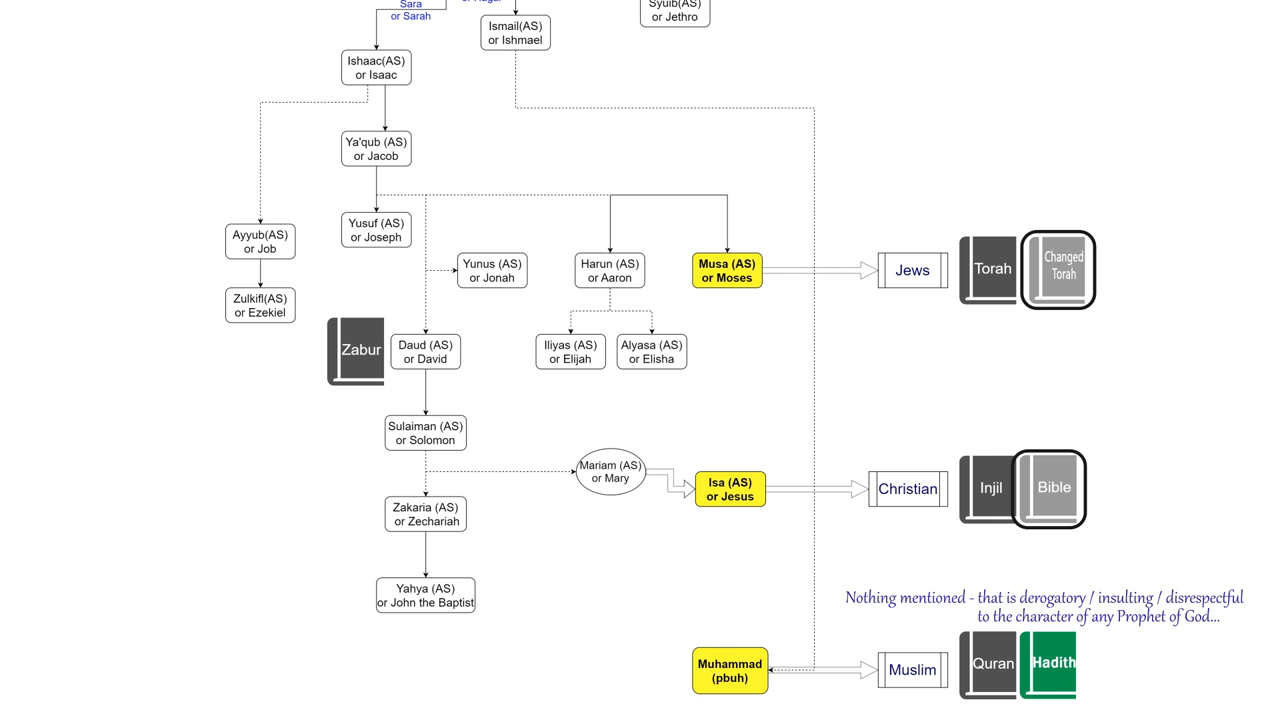 Sara
or Sarah
Syuib(AS)
or Jethro
Ismail(AS)
or Ishmael
Ishaac(AS)
or Isaac
Ya'qub (AS)
or Jacob
Yusuf (AS)
or Joseph
Ayyub(AS)
or Job
Yunus (AS)
or Jonah
Harun (AS)
or Aaron
Musa (AS)
or Moses
Jews
Torah
Changed
Torah
Zulkifl(AS)
or Ezekiel
Zabur
Daud (AS)
or David
Iliyas (AS)
or Elijah
Alyasa (AS)
or Elisha
Sulaiman (AS)
or Solomon
Mariam (AS)
or Mary
Isa (AS)
or Jesus
Christian
Injil
Bible
Zakaria (AS)
or Zechariah
Yahya (AS)
or John the Baptist
Nothing mentioned - that is derogatory / insulting / disrespectful
to the character of any Prophet of God...
Muhammad
(pbuh)
Muslim
Quran
Hadith